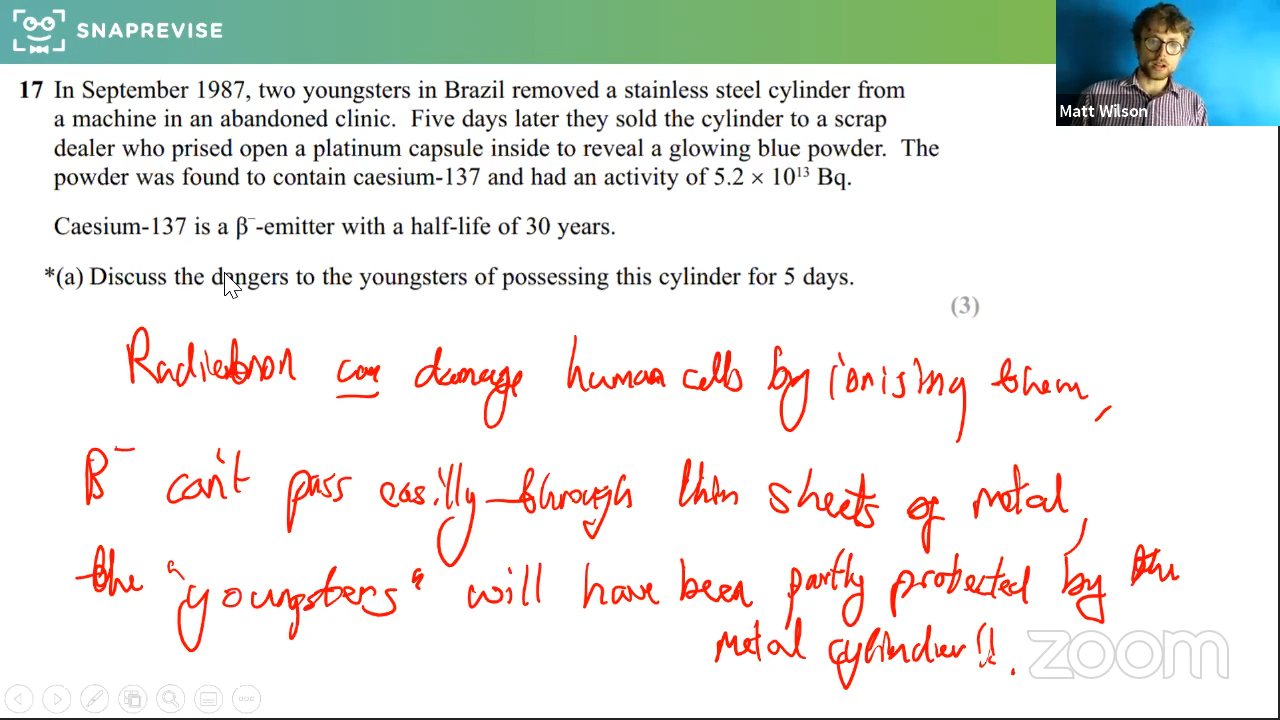 SNAPREVISE
Matt Wilson
17 In September 1987, two youngsters in Brazil removed a stainless steel cylinder from
a machine in an abandoned clinic. Five days later they sold the cylinder to a scrap
dealer who prised open a platinum capsule inside to reveal a glowing blue powder. The
powder was found to contain caesium-137 and had an activity of 5.2 × 10¹³ Bq.
Caesium-137 is a β⁻-emitter with a half-life of 30 years.
*(a) Discuss the dangers to the youngsters of possessing this cylinder for 5 days.
(3)
Radiation can damage human cells by ionising them,
β⁻ can't pass easily through thin sheets of metal,
the "youngsters" will have been partly protected by the
metal cylinder!!.
zoom